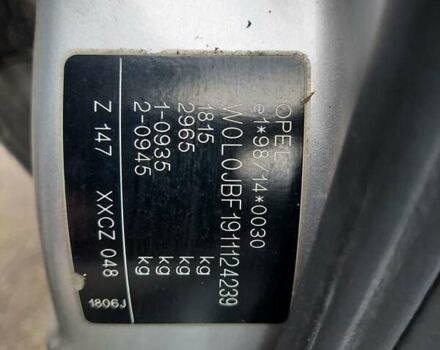 OPEL
e1*98/14*0030
W0L0JBF1911124239
1815 kg
2965 kg
1-0935 kg
2-0945 kg
Z 147 XXCZ 048
1806J